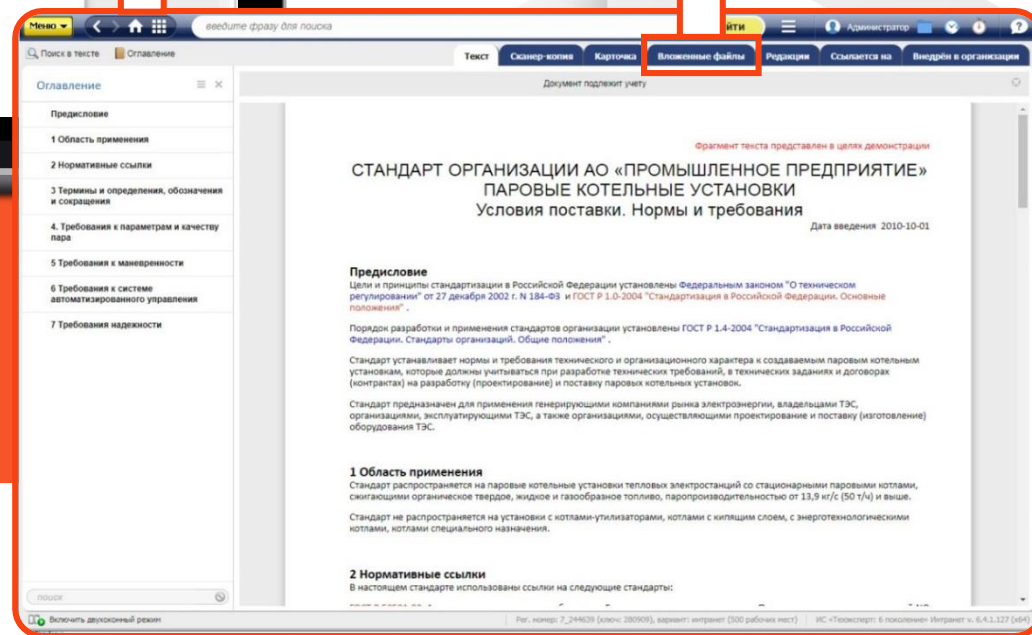 Меню
введите фразу для поиска
йти
Администратор
?
Поиск в тексте
Оглавление
Текст
Сканер-копия
Карточка
Вложенные файлы
Редакции
Ссылается на
Внедрён в организации
Оглавление
Документ подлежит учету
Предисловие
1 Область применения
2 Нормативные ссылки
3 Термины и определения, обозначения
и сокращения
4. Требования к параметрам и качеству
пара
5 Требования к маневренности
6 Требования к системе
автоматизированного управления
7 Требования надежности
Фрагмент текста представлен в целях демонстрации
СТАНДАРТ ОРГАНИЗАЦИИ АО «ПРОМЫШЛЕННОЕ ПРЕДПРИЯТИЕ»
ПАРОВЫЕ КОТЕЛЬНЫЕ УСТАНОВКИ
Условия поставки. Нормы и требования
Дата введения 2010-10-01
Предисловие
Цели и принципы стандартизации в Российской Федерации установлены Федеральным законом "О техническом
регулировании" от 27 декабря 2002 г. N 184-ФЗ и ГОСТ Р 1.0-2004 "Стандартизация в Российской Федерации. Основные
положения" .
Порядок разработки и применения стандартов организации установлены ГОСТ Р 1.4-2004 "Стандартизация в Российской
Федерации. Стандарты организаций. Общие положения" .
Стандарт устанавливает нормы и требования технического и организационного характера к создаваемым паровым котельным
установкам, которые должны учитываться при разработке технических требований, в технических заданиях и договорах
(контрактах) на разработку (проектирование) и поставку паровых котельных установок.
Стандарт предназначен для применения генерирующими компаниями рынка электроэнергии, владельцами ТЭС,
организациями, эксплуатирующими ТЭС, а также организациями, осуществляющими проектирование и поставку (изготовление)
оборудования ТЭС.
1 Область применения
Стандарт распространяется на паровые котельные установки тепловых электростанций со стационарными паровыми котлами,
сжигающими органическое твердое, жидкое и газообразное топливо, паропроизводительностью от 13,9 кг/с (50 т/ч) и выше.
Стандарт не распространяется на установки с котлами-утилизаторами, котлами с кипящим слоем, с энерготехнологическими
котлами, котлами специального назначения.
2 Нормативные ссылки
В настоящем стандарте использованы ссылки на следующие стандарты:
поиск
Включить двухоконный режим
Рег. номер: 7_244639 (ключ: 280909), вариант: интранет (500 рабочих мест)
ИС «Техэксперт: 6 поколение» Интранет v. 6.4.1.127 (x64)